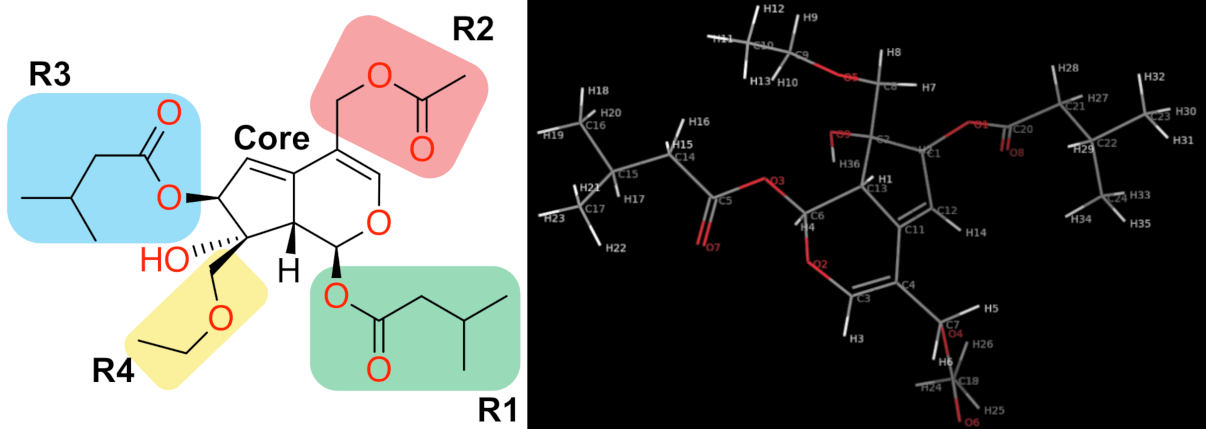 R2
R3
Core
O
O
O
O
O
HO
H
O
O
O
O
R4
R1
H12
H9
H11
C10
C9
H13
H10
O5
H8
C8
H7
H28
H32
H18
H20
C16
H19
H16
H15
C14
O9
C2
H36
O1
C1
C20
O8
C21
H27
C23
H30
H31
H29
C22
C15
H21
H17
C17
H23
H22
O3
C5
O7
C13
H1
C6
H4
C12
C11
H14
C24
H33
H34
H35
O2
C3
C4
H3
C7
H5
O4
H6
H26
H24
C18
H25
O6